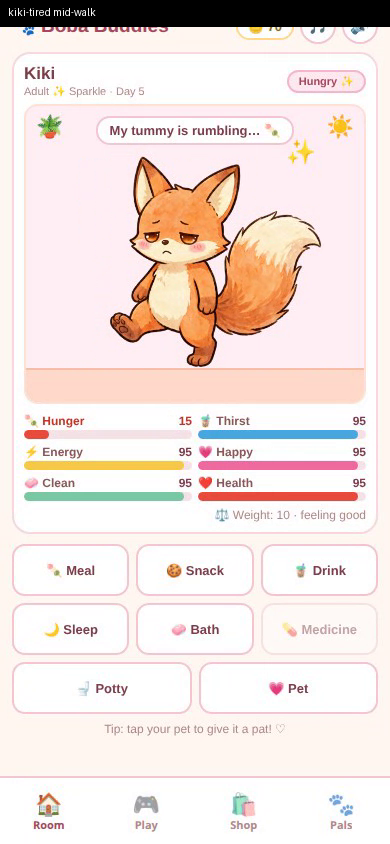 kiki-tired mid-walk
Boba Buddies
Kiki
Adult ✨ Sparkle · Day 5
Hungry ✨
My tummy is rumbling... 🍡
🍡 Hunger 15
🧋 Thirst 95
⚡ Energy 95
💗 Happy 95
🧼 Clean 95
❤️ Health 95
⚖️ Weight: 10 · feeling good
🍡 Meal
🍪 Snack
🧋 Drink
🌙 Sleep
🧼 Bath
💊 Medicine
🚽 Potty
💗 Pet
Tip: tap your pet to give it a pat! ♡
Room
Play
Shop
Pals